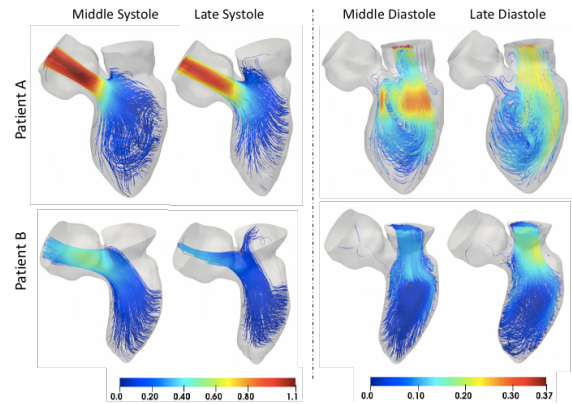 Middle Systole Late Systole Middle Diastole Late Diastole
Patient A
Patient B
0.0 0.20 0.40 0.60 0.80 1.1
0.0 0.10 0.20 0.30 0.37